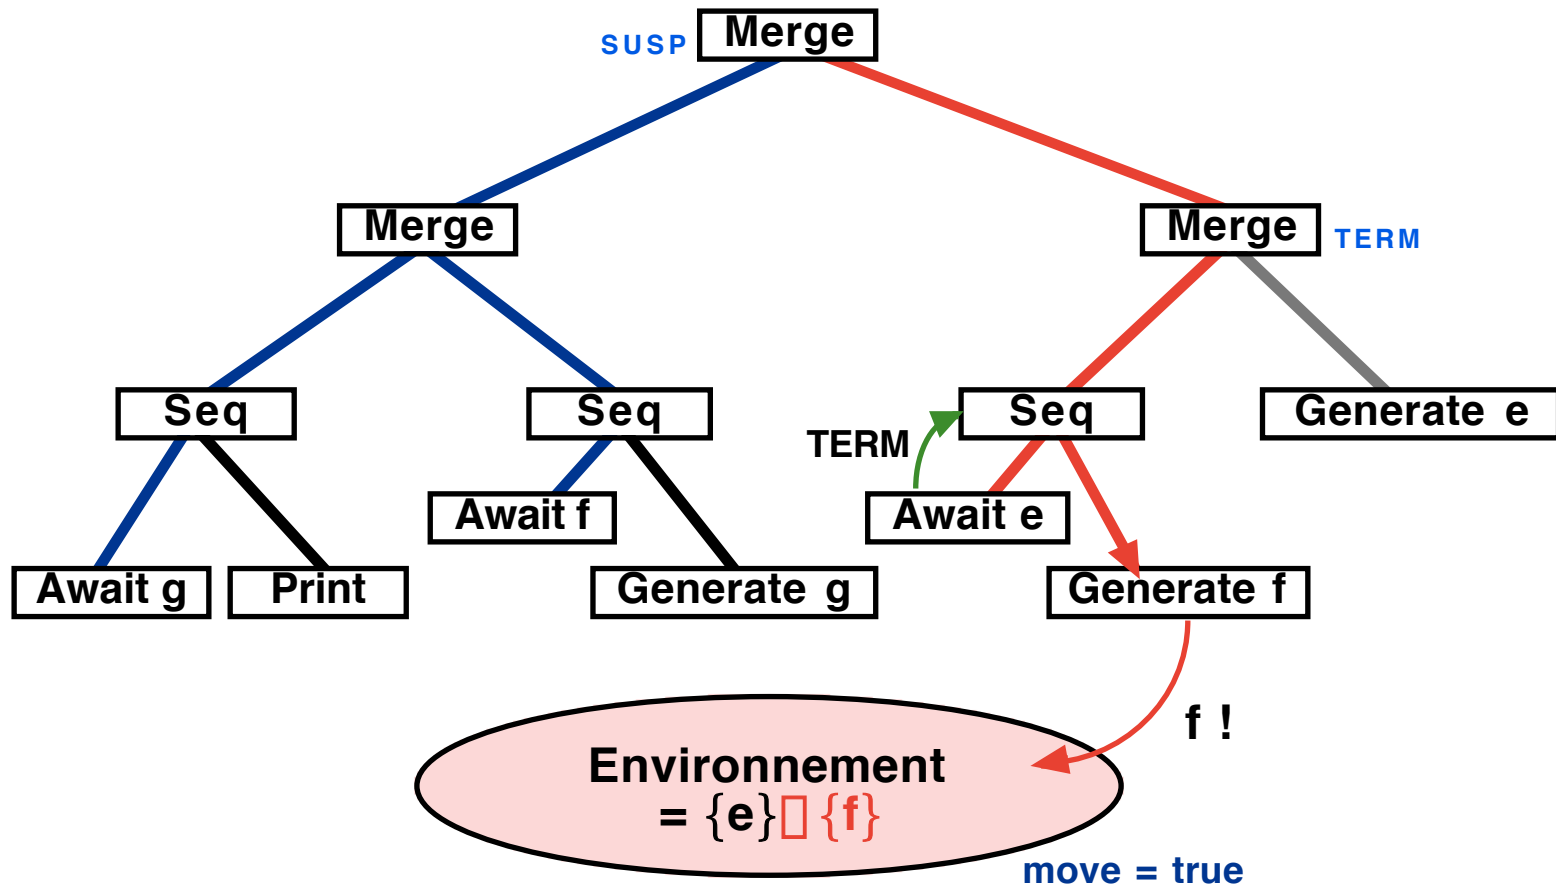 SUSP
Merge
Merge
Merge
TERM
Seq
Seq
Seq
Generate e
TERM
Await f
Await e
Await g
Print
Generate g
Generate f
f !
Environnement
= {e}▯{f}
move = true